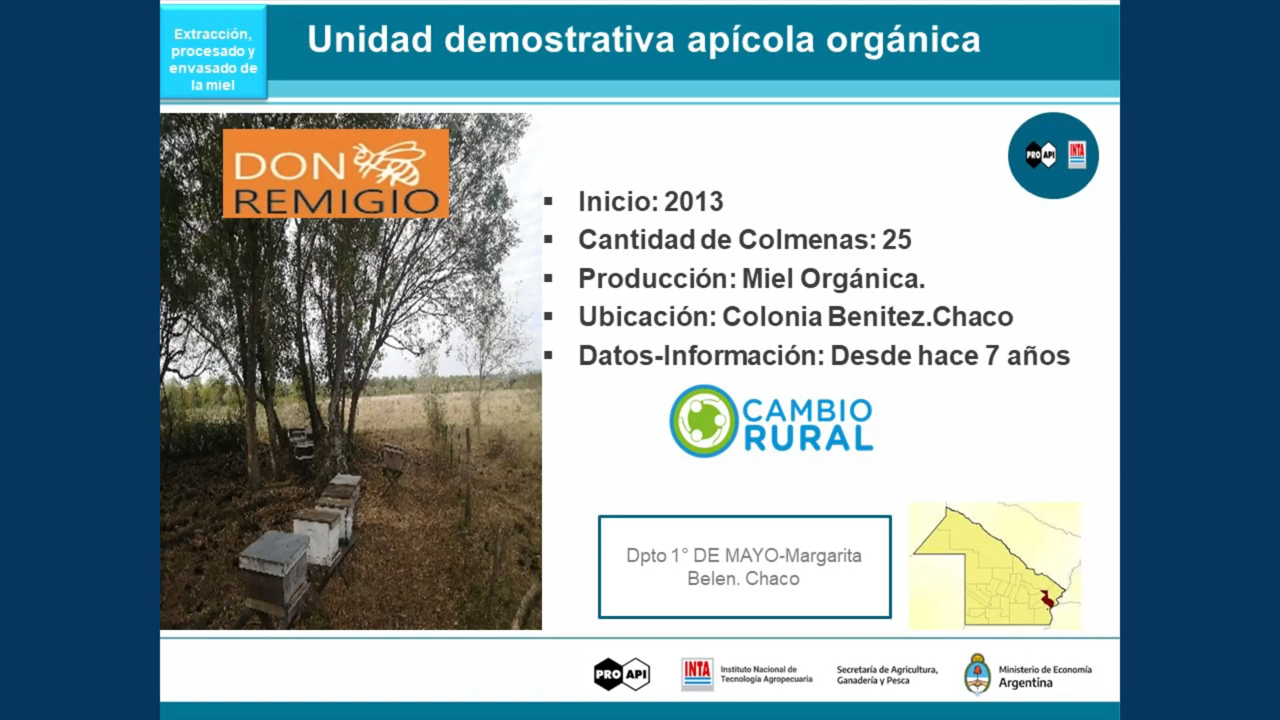 Extracción,
procesado y
envasado de
la miel
Unidad demostrativa apícola orgánica
DON
REMIGIO
PRO API
INTA
▪ Inicio: 2013
▪ Cantidad de Colmenas: 25
▪ Producción: Miel Orgánica.
▪ Ubicación: Colonia Benitez.Chaco
▪ Datos-Información: Desde hace 7 años
CAMBIO
RURAL
Dpto 1° DE MAYO-Margarita
Belen. Chaco
PRO API
INTA
Instituto Nacional de
Tecnología Agropecuaria
Secretaría de Agricultura,
Ganadería y Pesca
Ministerio de Economía
Argentina